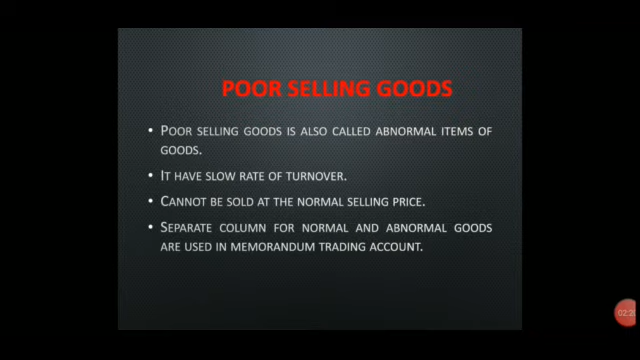 POOR SELLING GOODS
• POOR SELLING GOODS IS ALSO CALLED ABNORMAL ITEMS OF
GOODS.
• IT HAVE SLOW RATE OF TURNOVER.
• CANNOT BE SOLD AT THE NORMAL SELLING PRICE.
• SEPARATE COLUMN FOR NORMAL AND ABNORMAL GOODS
ARE USED IN MEMORANDUM TRADING ACCOUNT.